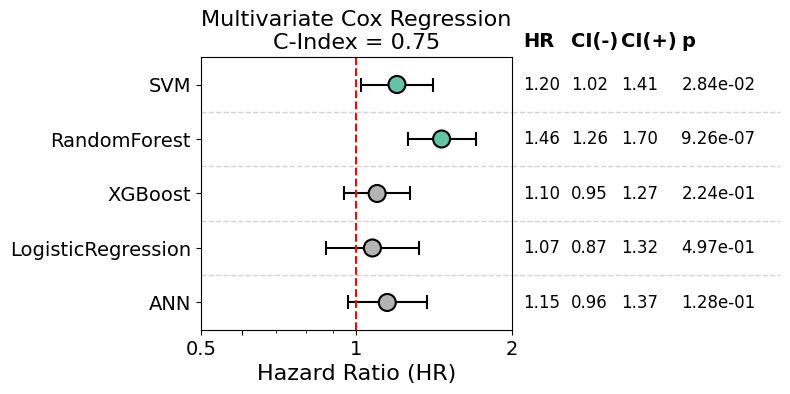 Multivariate Cox Regression
C-Index = 0.75
HR CI(-) CI(+) p
SVM 1.20 1.02 1.41 2.84e-02
RandomForest 1.46 1.26 1.70 9.26e-07
XGBoost 1.10 0.95 1.27 2.24e-01
LogisticRegression 1.07 0.87 1.32 4.97e-01
ANN 1.15 0.96 1.37 1.28e-01
0.5 1 2
Hazard Ratio (HR)